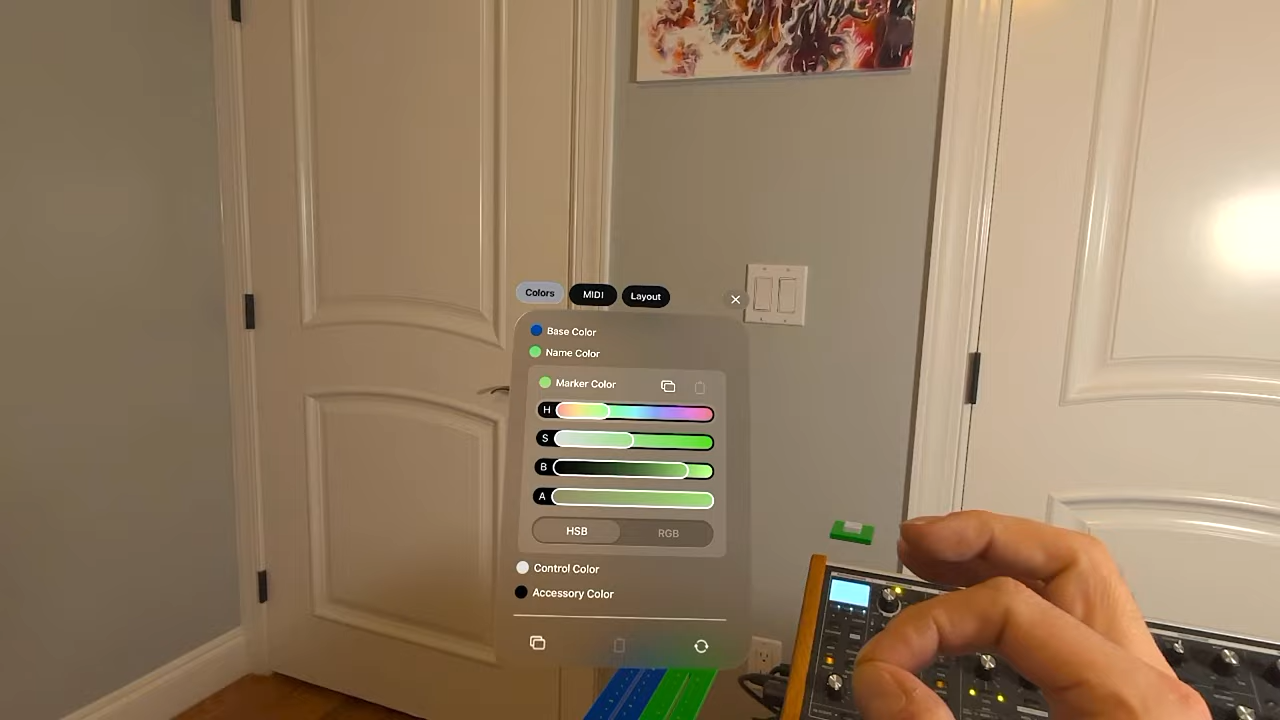 Colors MIDI Layout
Base Color
Name Color
Marker Color
H
S
B
A
HSB RGB
Control Color
Accessory Color